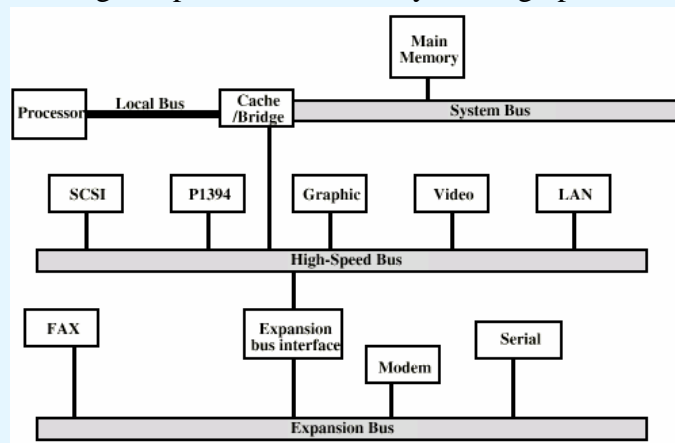 Main
Memory
Local Bus
Processor
Cache
/Bridge
System Bus
SCSI
P1394
Graphic
Video
LAN
High-Speed Bus
FAX
Expansion
bus interface
Serial
Modem
Expansion Bus